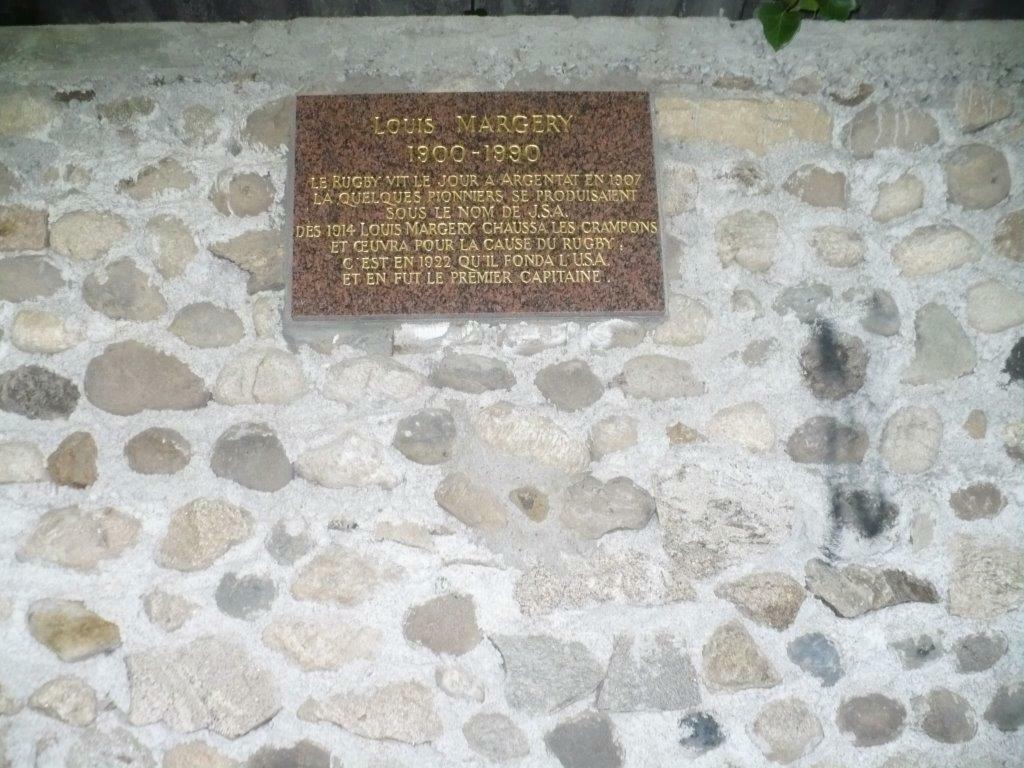 LOUIS MARGERY
1900-1990
LE RUGBY VIT LE JOUR A ARGENTAT EN 1907
LA QUELQUES PIONNIERS SE PRODUISAIENT
SOUS LE NOM DE J.S.A.
DES 1914 LOUIS MARGERY CHAUSSA LES CRAMPONS
ET ŒUVRA POUR LA CAUSE DU RUGBY ;
C'EST EN 1922 QU'IL FONDA L'USA.
ET EN FUT LE PREMIER CAPITAINE .